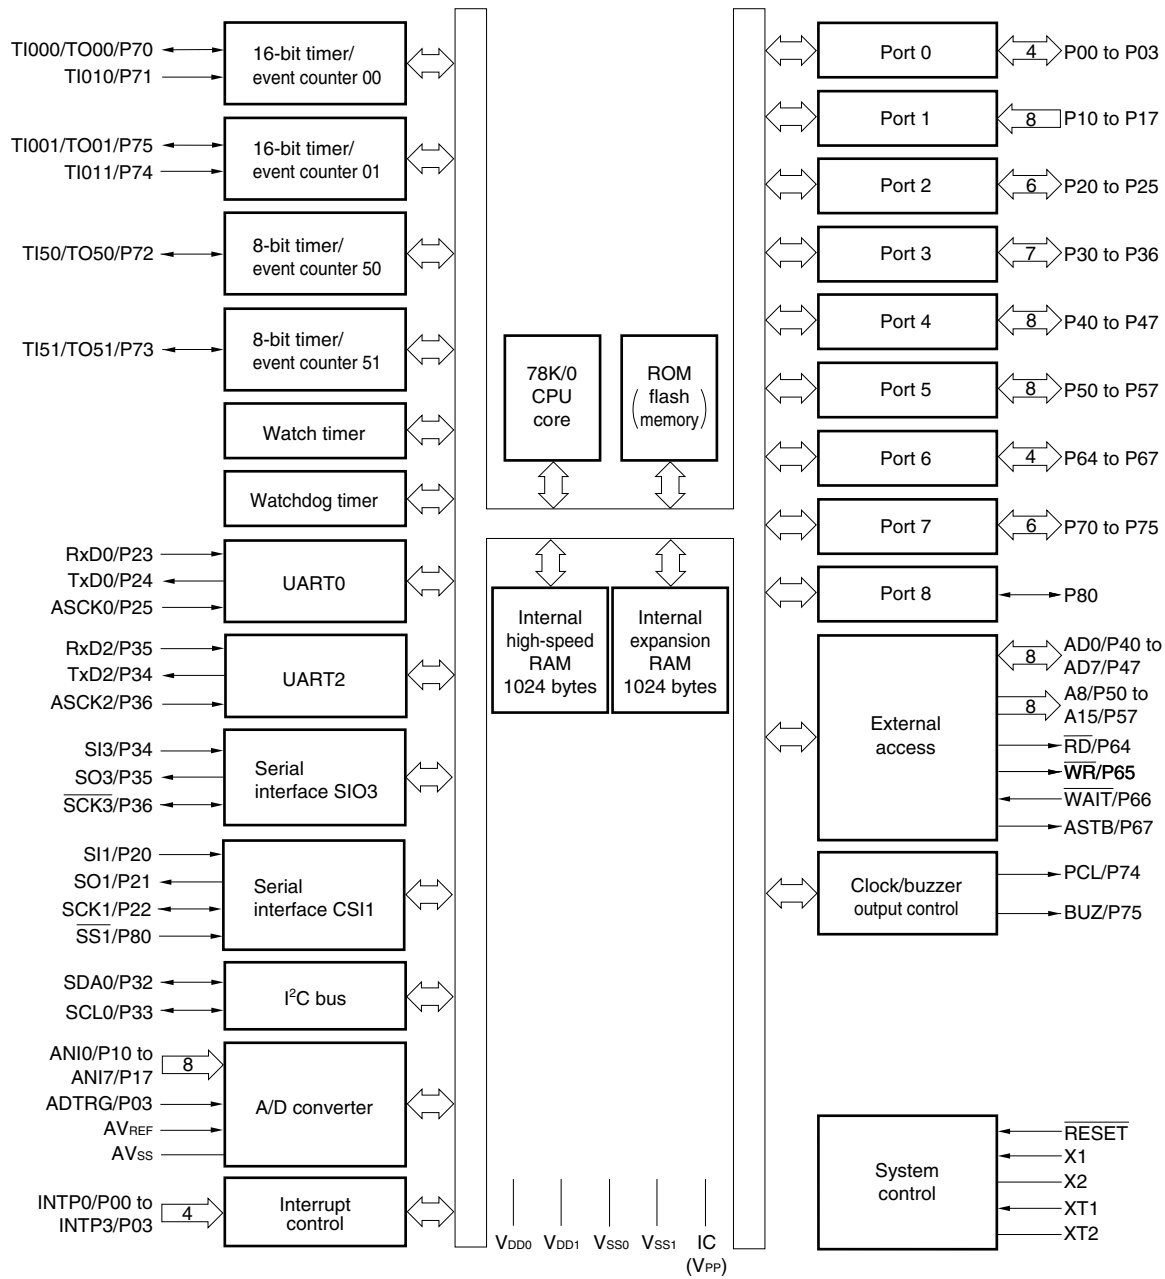 TI000/TO00/P70
TI010/P71
16-bit timer/
event counter 00
TI001/TO01/P75
TI011/P74
16-bit timer/
event counter 01
TI50/TO50/P72
8-bit timer/
event counter 50
TI51/TO51/P73
8-bit timer/
event counter 51
Watch timer
Watchdog timer
RxD0/P23
TxD0/P24
ASCK0/P25
UART0
RxD2/P35
TxD2/P34
ASCK2/P36
UART2
SI3/P34
SO3/P35
SCK3/P36
Serial
interface SIO3
SI1/P20
SO1/P21
SCK1/P22
SS1/P80
Serial
interface CSI1
SDA0/P32
SCL0/P33
I²C bus
ANI0/P10 to
ANI7/P17
8
ADTRG/P03
AVREF
AVSS
A/D converter
INTP0/P00 to
INTP3/P03
4
Interrupt
control
78K/0
CPU
core
ROM
(flash
memory)
Internal
high-speed
RAM
1024 bytes
Internal
expansion
RAM
1024 bytes
VDD0
VDD1
VSS0
VSS1
IC
(VPP)
Port 0
4
P00 to P03
Port 1
8
P10 to P17
Port 2
6
P20 to P25
Port 3
7
P30 to P36
Port 4
8
P40 to P47
Port 5
8
P50 to P57
Port 6
4
P64 to P67
Port 7
6
P70 to P75
Port 8
P80
External
access
8
AD0/P40 to
AD7/P47
8
A8/P50 to
A15/P57
RD/P64
WR/P65
WAIT/P66
ASTB/P67
Clock/buzzer
output control
PCL/P74
BUZ/P75
System
control
RESET
X1
X2
XT1
XT2